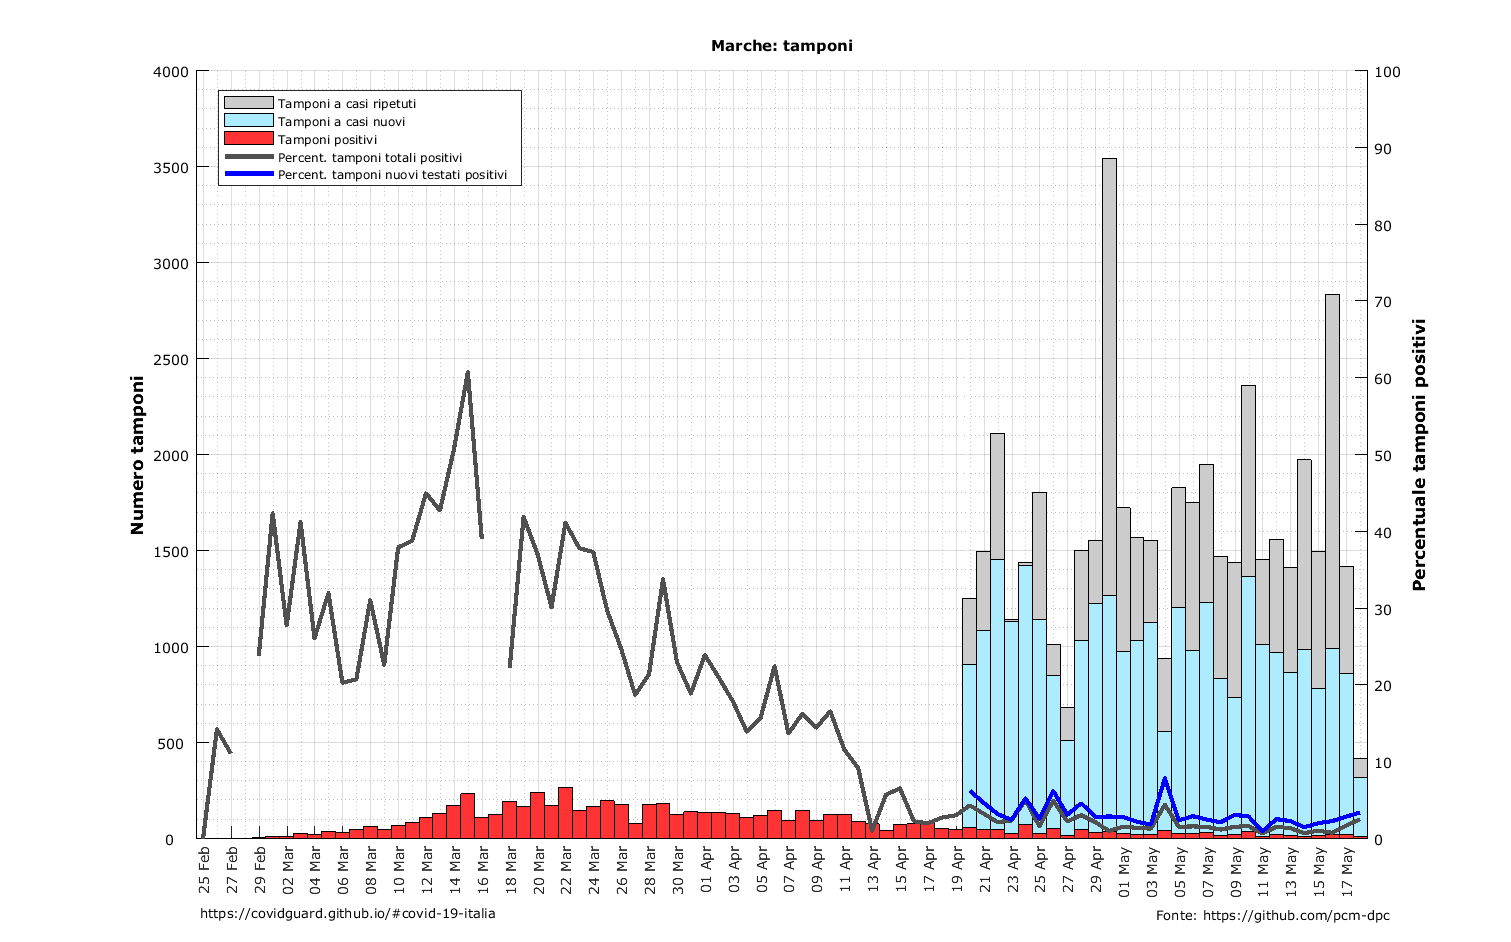 Marche: tamponi
Tamponi a casi ripetuti
Tamponi a casi nuovi
Tamponi positivi
Percent. tamponi totali positivi
Percent. tamponi nuovi testati positivi
Numero tamponi
4000
3500
3000
2500
2000
1500
1000
500
0
Percentuale tamponi positivi
100
90
80
70
60
50
40
30
20
10
0
25 Feb
27 Feb
29 Feb
02 Mar
04 Mar
06 Mar
08 Mar
10 Mar
12 Mar
14 Mar
16 Mar
18 Mar
20 Mar
22 Mar
24 Mar
26 Mar
28 Mar
30 Mar
01 Apr
03 Apr
05 Apr
07 Apr
09 Apr
11 Apr
13 Apr
15 Apr
17 Apr
19 Apr
21 Apr
23 Apr
25 Apr
27 Apr
29 Apr
01 May
03 May
05 May
07 May
09 May
11 May
13 May
15 May
17 May
https://covidguard.github.io/#covid-19-italia
Fonte: https://github.com/pcm-dpc